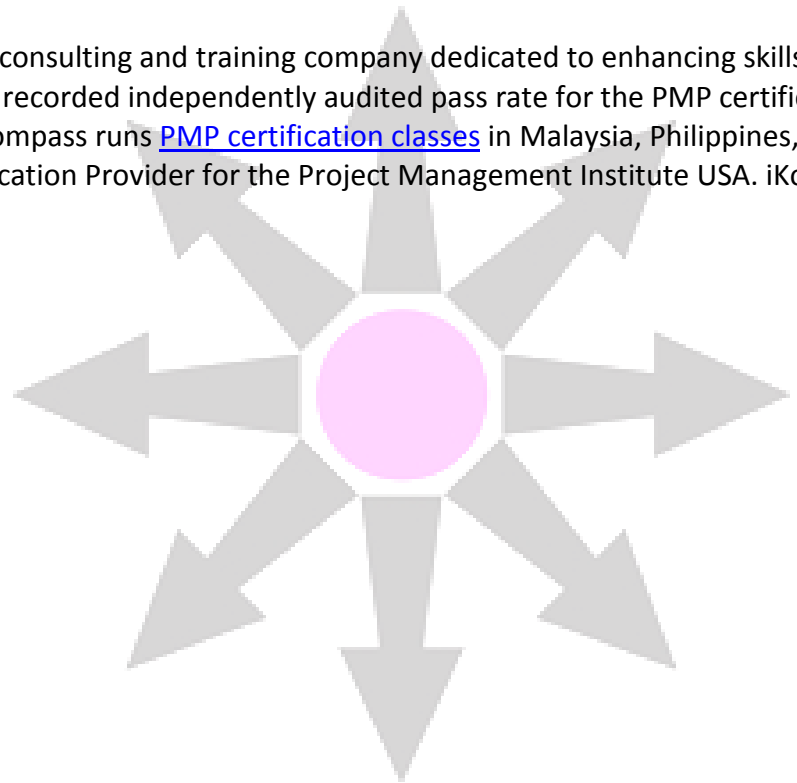 consulting and training company dedicated to enhancing skills
recorded independently audited pass rate for the PMP certific
ompass runs PMP certification classes in Malaysia, Philippines,
cation Provider for the Project Management Institute USA. iKo